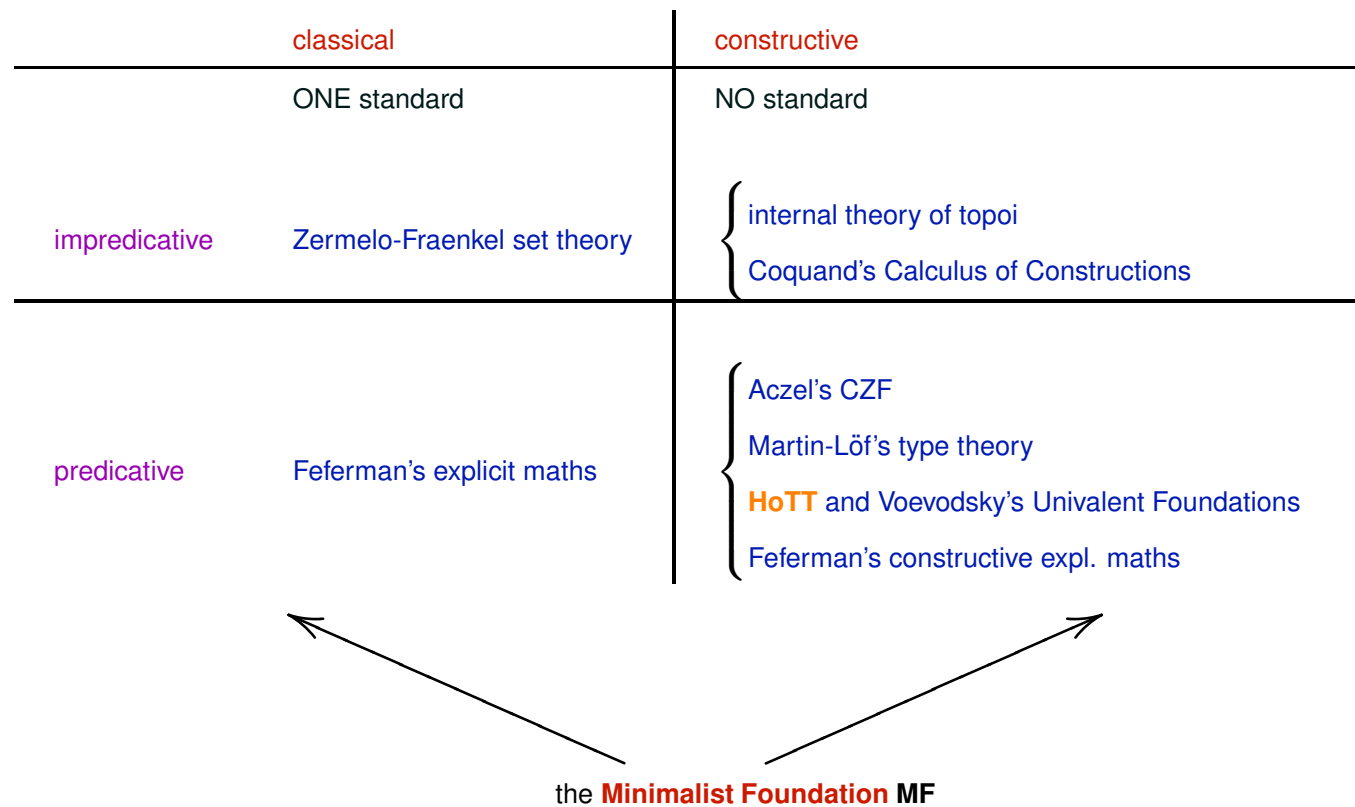 classical constructive
ONE standard NO standard
internal theory of topoi
impredicative Zermelo-Fraenkel set theory
Coquand's Calculus of Constructions
Aczel's CZF
Martin-Löf's type theory
predicative Feferman's explicit maths
HoTT and Voevodsky's Univalent Foundations
Feferman's constructive expl. maths
the Minimalist Foundation MF